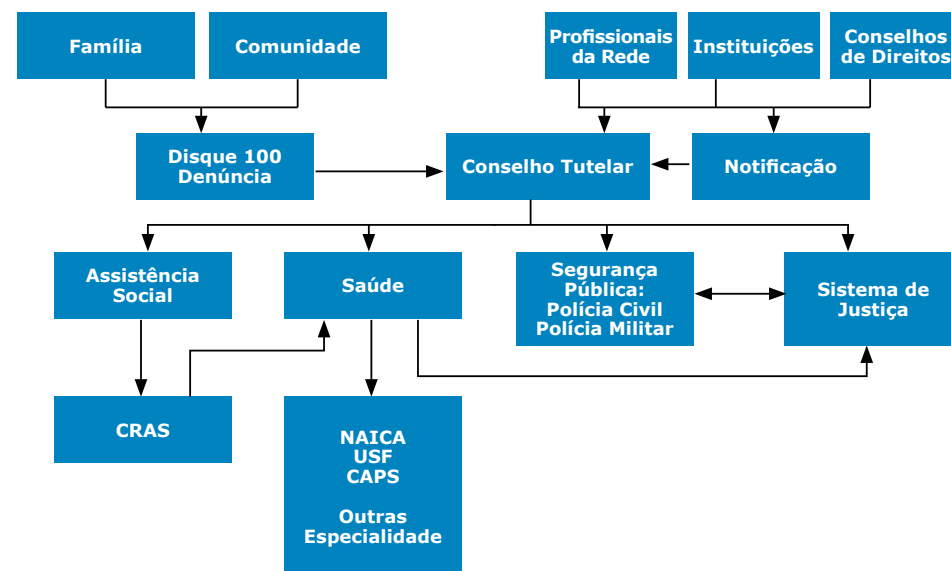 Família
Comunidade
Profissionais
da Rede
Instituições
Conselhos
de Direitos
Disque 100
Denúncia
Conselho Tutelar
Notificação
Assistência
Social
Saúde
Segurança
Pública:
Polícia Civil
Polícia Militar
Sistema de
Justiça
CRAS
NAICA
USF
CAPS
Outras
Especialidade